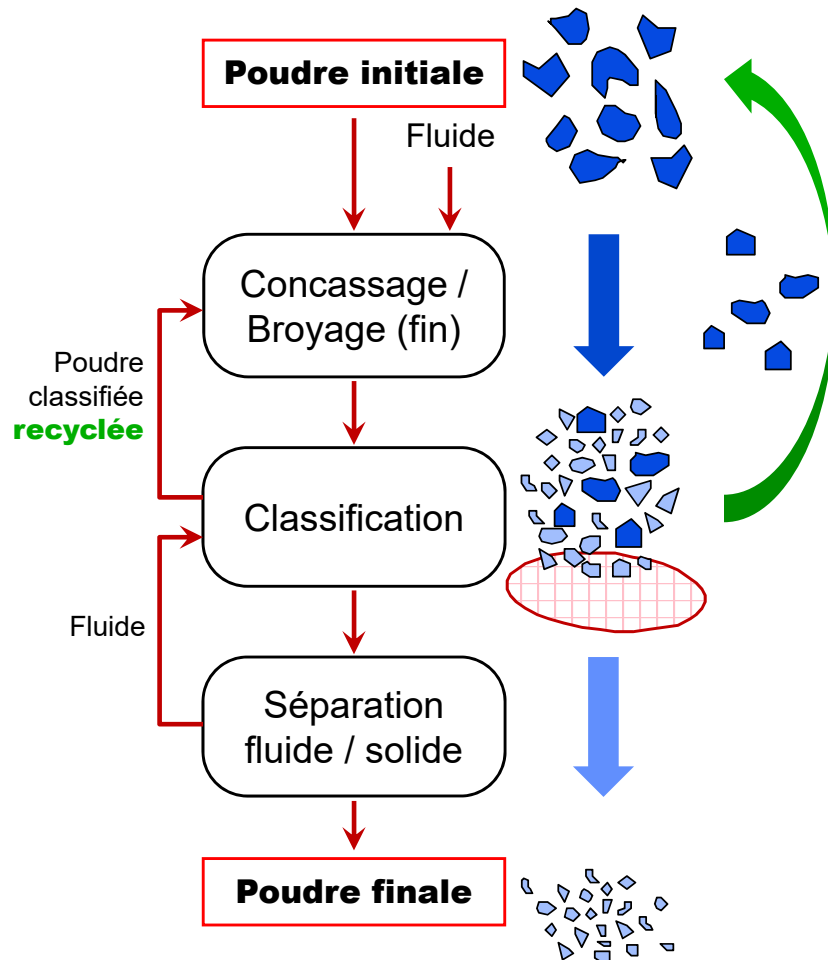 Poudre initiale
Fluide
Concassage /
Broyage (fin)
Poudre
classifiée
recyclée
Classification
Fluide
Séparation
fluide / solide
Poudre finale